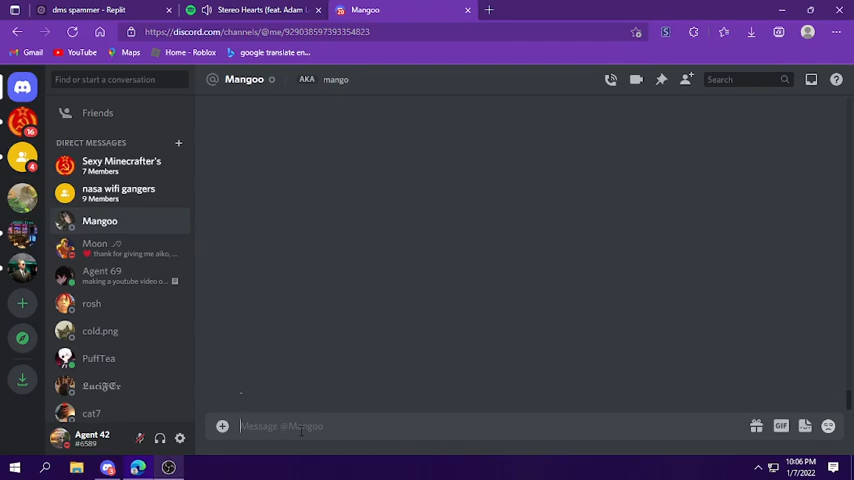 dms spammer - Replit
Stereo Hearts (feat. Adam L
Mangoo
https://discord.com/channels/@me/929038597393354823
Gmail
YouTube
Maps
Home - Roblox
google translate en...
Find or start a conversation
Mangoo
AKA
mango
Search
Friends
DIRECT MESSAGES
Sexy Minecrafter's
7 Members
nasa wifi gangers
9 Members
Mangoo
Moon
thank for giving me aiko, ...
Agent 69
making a youtube video o...
rosh
cold.png
PuffTea
cat7
16
4
20
Message @Mangoo
GIF
Agent 42
#6589
10:06 PM
1/7/2022